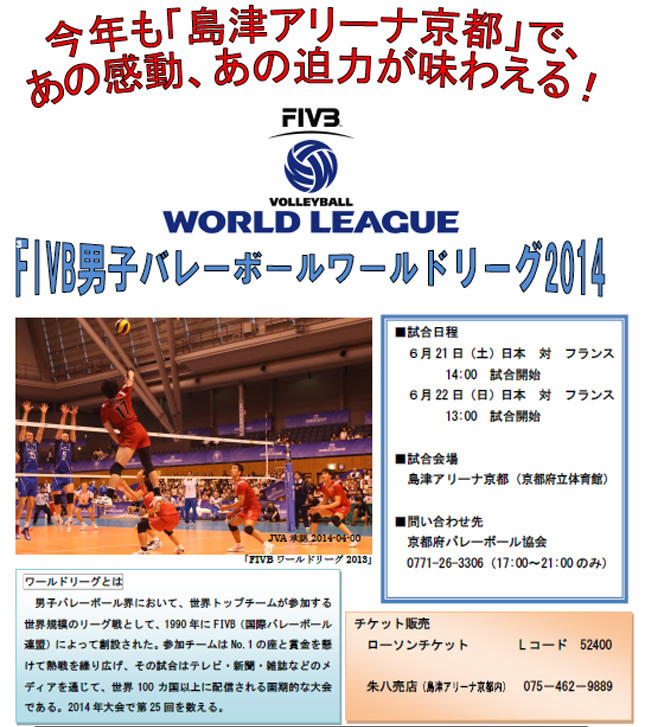 今年も「島津アリーナ京都」で、
あの感動、あの迫力が味わえる！
FIVB
VOLLEYBALL
WORLD LEAGUE
FIVB男子バレーボールワールドリーグ2014
■試合日程
６月21日（土）日本　対　フランス
14:00　試合開始
６月22日（日）日本　対　フランス
13:00　試合開始
■試合会場
島津アリーナ京都（京都府立体育館）
■問い合わせ先
京都府バレーボール協会
0771-26-3306（17:00～21:00のみ）
17
JVA 承認 2014-04-00
「FIVB ワールドリーグ 2013」
ワールドリーグとは
男子バレーボール界において、世界トップチームが参加する
世界規模のリーグ戦として、1990年にFIVB（国際バレーボール
連盟）によって創設された。参加チームはNo.1の座と賞金を懸
けて熱戦を繰り広げ、その試合はテレビ・新聞・雑誌などのメ
ディアを通じて、世界100カ国以上に配信される画期的な大会
である。2014年大会で第25回を数える。
チケット販売
ローソンチケット　Ｌコード　52400
朱八売店（島津アリーナ京都内）　075－462－9889